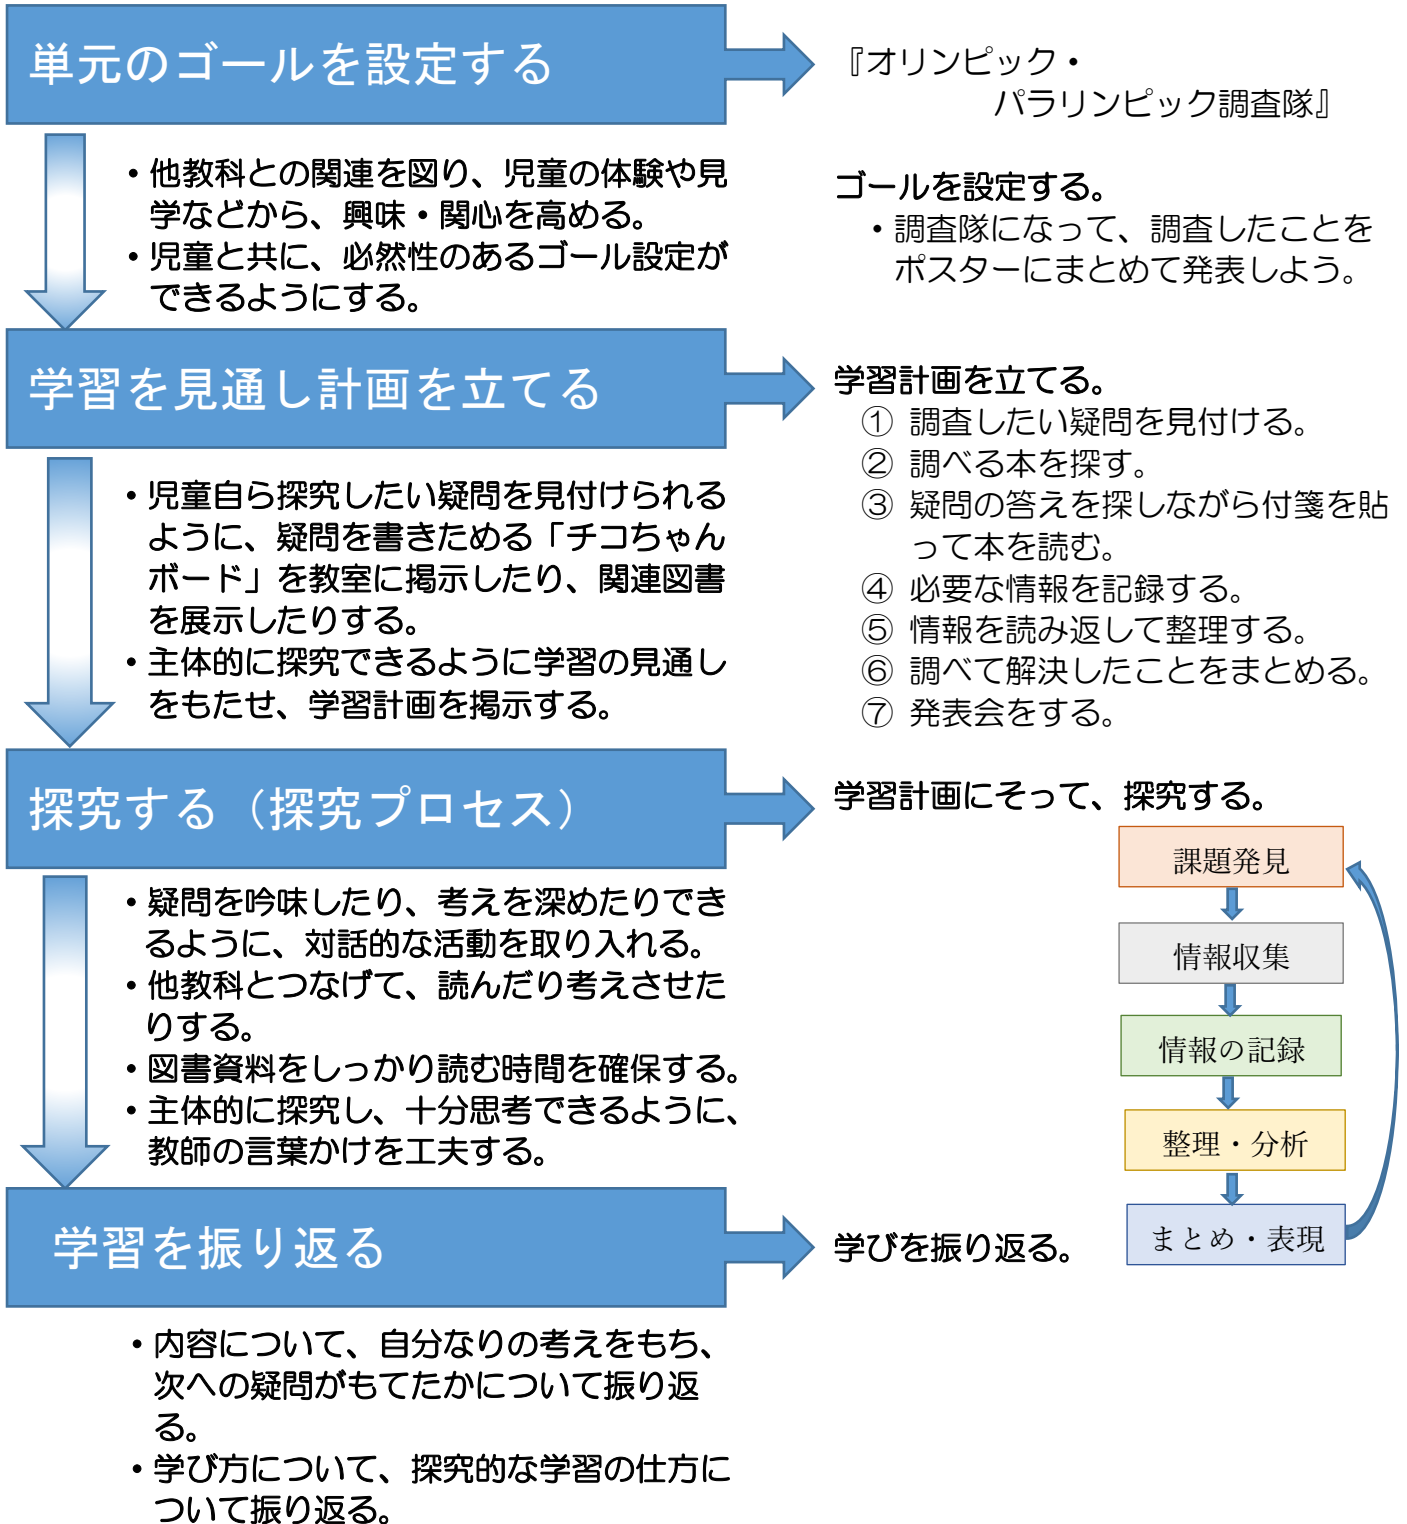 単元のゴールを設定する
『オリンピック・
パラリンピック調査隊』
・他教科との関連を図り、児童の体験や見
学などから、興味・関心を高める。
・児童と共に、必然性のあるゴール設定が
できるようにする。
ゴールを設定する。
・調査隊になって、調査したことを
ポスターにまとめて発表しよう。
学習を見通し計画を立てる
学習計画を立てる。
① 調査したい疑問を見付ける。
② 調べる本を探す。
③ 疑問の答えを探しながら付箋を貼
って本を読む。
④ 必要な情報を記録する。
⑤ 情報を読み返して整理する。
⑥ 調べて解決したことをまとめる。
⑦ 発表会をする。
・児童自ら探究したい疑問を見付けられる
ように、疑問を書きためる「チコちゃん
ボード」を教室に掲示したり、関連図書
を展示したりする。
・主体的に探究できるように学習の見通し
をもたせ、学習計画を掲示する。
探究する（探究プロセス）
学習計画にそって、探究する。
課題発見
情報収集
情報の記録
整理・分析
まとめ・表現
・疑問を吟味したり、考えを深めたりでき
るように、対話的な活動を取り入れる。
・他教科とつなげて、読んだり考えさせた
りする。
・図書資料をしっかり読む時間を確保する。
・主体的に探究し、十分思考できるように、
教師の言葉かけを工夫する。
学習を振り返る
学びを振り返る。
・内容について、自分なりの考えをもち、
次への疑問がもてたかについて振り返
る。
・学び方について、探究的な学習の仕方に
ついて振り返る。